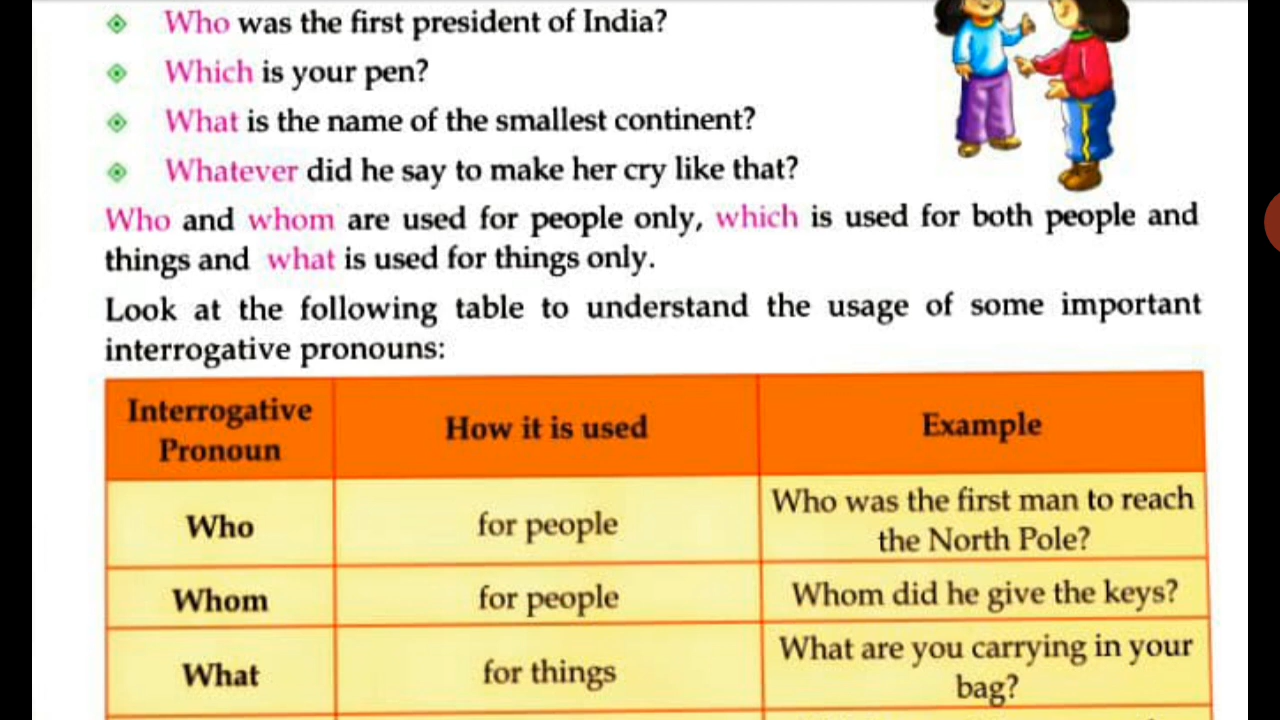 Who was the first president of India?
Which is your pen?
What is the name of the smallest continent?
Whatever did he say to make her cry like that?
Who and whom are used for people only, which is used for both people and
things and what is used for things only.
Look at the following table to understand the usage of some important
interrogative pronouns:
Interrogative
Pronoun
How it is used
Example
Who
for people
Who was the first man to reach
the North Pole?
Whom
for people
Whom did he give the keys?
What
for things
What are you carrying in your
bag?